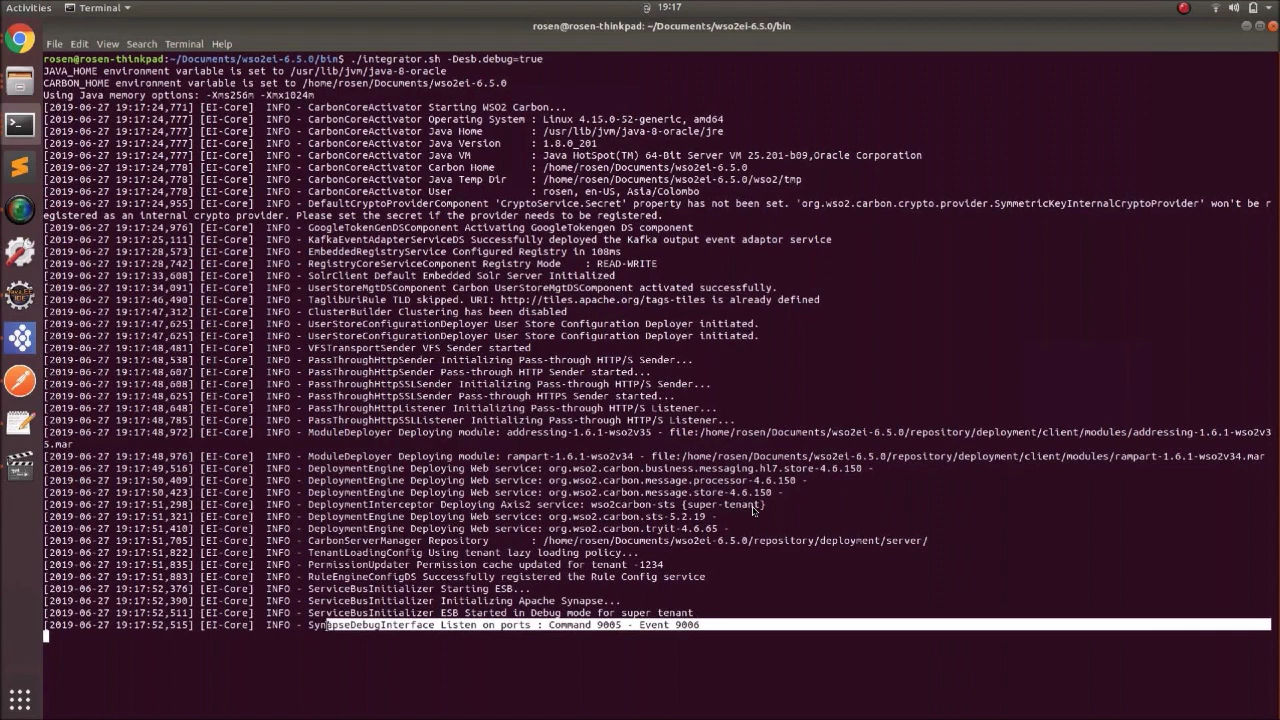 Activities
Terminal
19:17
rosen@rosen-thinkpad: ~/Documents/wso2ei-6.5.0/bin
File Edit View Search Terminal Help
rosen@rosen-thinkpad:~/Documents/wso2ei-6.5.0/bin$ ./integrator.sh -Desb.debug=true
JAVA_HOME environment variable is set to /usr/lib/jvm/java-8-oracle
CARBON_HOME environment variable is set to /home/rosen/Documents/wso2ei-6.5.0
Using Java memory options: -Xms256m -Xmx1024m
[2019-06-27 19:17:24,771] [EI-Core]  INFO - CarbonCoreActivator Starting WSO2 Carbon...
[2019-06-27 19:17:24,777] [EI-Core]  INFO - CarbonCoreActivator Operating System : Linux 4.15.0-52-generic, amd64
[2019-06-27 19:17:24,777] [EI-Core]  INFO - CarbonCoreActivator Java Home        : /usr/lib/jvm/java-8-oracle/jre
[2019-06-27 19:17:24,777] [EI-Core]  INFO - CarbonCoreActivator Java Version     : 1.8.0_201
[2019-06-27 19:17:24,777] [EI-Core]  INFO - CarbonCoreActivator Java VM          : Java HotSpot(TM) 64-Bit Server VM 25.201-b09,Oracle Corporation
[2019-06-27 19:17:24,778] [EI-Core]  INFO - CarbonCoreActivator Carbon Home      : /home/rosen/Documents/wso2ei-6.5.0
[2019-06-27 19:17:24,778] [EI-Core]  INFO - CarbonCoreActivator Java Temp Dir    : /home/rosen/Documents/wso2ei-6.5.0/wso2/tmp
[2019-06-27 19:17:24,778] [EI-Core]  INFO - CarbonCoreActivator User             : rosen, en-US, Asia/Colombo
[2019-06-27 19:17:24,955] [EI-Core]  INFO - DefaultCryptoProviderComponent 'CryptoService.Secret' property has not been set. 'org.wso2.carbon.crypto.provider.SymmetricKeyInternalCryptoProvider' won't be r
egistered as an internal crypto provider. Please set the secret if the provider needs to be registered.
[2019-06-27 19:17:24,976] [EI-Core]  INFO - GoogleTokenGenDSComponent Activating GoogleTokengen DS component
[2019-06-27 19:17:25,111] [EI-Core]  INFO - KafkaEventAdapterServiceDS Successfully deployed the Kafka output event adaptor service
[2019-06-27 19:17:28,573] [EI-Core]  INFO - EmbeddedRegistryService Configured Registry in 108ms
[2019-06-27 19:17:28,742] [EI-Core]  INFO - RegistryCoreServiceComponent Registry Mode    : READ-WRITE
[2019-06-27 19:17:33,608] [EI-Core]  INFO - SolrClient Default Embedded Solr Server Initialized
[2019-06-27 19:17:34,091] [EI-Core]  INFO - UserStoreMgtDSComponent Carbon UserStoreMgtDSComponent activated successfully.
[2019-06-27 19:17:46,490] [EI-Core]  INFO - TaglibUriRule TLD skipped. URI: http://tiles.apache.org/tags-tiles is already defined
[2019-06-27 19:17:47,312] [EI-Core]  INFO - ClusterBuilder Clustering has been disabled
[2019-06-27 19:17:47,625] [EI-Core]  INFO - UserStoreConfigurationDeployer User Store Configuration Deployer initiated.
[2019-06-27 19:17:47,625] [EI-Core]  INFO - UserStoreConfigurationDeployer User Store Configuration Deployer initiated.
[2019-06-27 19:17:48,481] [EI-Core]  INFO - VFSTransportSender VFS Sender started
[2019-06-27 19:17:48,538] [EI-Core]  INFO - PassThroughHttpSender Initializing Pass-through HTTP/S Sender...
[2019-06-27 19:17:48,607] [EI-Core]  INFO - PassThroughHttpSender Pass-through HTTP Sender started...
[2019-06-27 19:17:48,608] [EI-Core]  INFO - PassThroughHttpSSLSender Initializing Pass-through HTTP/S Sender...
[2019-06-27 19:17:48,625] [EI-Core]  INFO - PassThroughHttpSSLSender Pass-through HTTPS Sender started...
[2019-06-27 19:17:48,648] [EI-Core]  INFO - PassThroughHttpListener Initializing Pass-through HTTP/S Listener...
[2019-06-27 19:17:48,785] [EI-Core]  INFO - PassThroughHttpSSLListener Initializing Pass-through HTTP/S Listener...
[2019-06-27 19:17:48,972] [EI-Core]  INFO - ModuleDeployer Deploying module: addressing-1.6.1-wso2v35 - file:/home/rosen/Documents/wso2ei-6.5.0/repository/deployment/client/modules/addressing-1.6.1-wso2v3
5.mar
[2019-06-27 19:17:48,976] [EI-Core]  INFO - ModuleDeployer Deploying module: rampart-1.6.1-wso2v34 - file:/home/rosen/Documents/wso2ei-6.5.0/repository/deployment/client/modules/rampart-1.6.1-wso2v34.mar
[2019-06-27 19:17:49,516] [EI-Core]  INFO - DeploymentEngine Deploying Web service: org.wso2.carbon.business.messaging.hl7.store-4.6.150 -
[2019-06-27 19:17:50,409] [EI-Core]  INFO - DeploymentEngine Deploying Web service: org.wso2.carbon.message.processor-4.6.150 -
[2019-06-27 19:17:50,423] [EI-Core]  INFO - DeploymentEngine Deploying Web service: org.wso2.carbon.message.store-4.6.150 -
[2019-06-27 19:17:51,298] [EI-Core]  INFO - DeploymentInterceptor Deploying Axis2 service: wso2carbon-sts {super-tenant}
[2019-06-27 19:17:51,321] [EI-Core]  INFO - DeploymentEngine Deploying Web service: org.wso2.carbon.sts-5.2.19 -
[2019-06-27 19:17:51,410] [EI-Core]  INFO - DeploymentEngine Deploying Web service: org.wso2.carbon.tryit-4.6.65 -
[2019-06-27 19:17:51,705] [EI-Core]  INFO - CarbonServerManager Repository       : /home/rosen/Documents/wso2ei-6.5.0/repository/deployment/server/
[2019-06-27 19:17:51,822] [EI-Core]  INFO - TenantLoadingConfig Using tenant lazy loading policy...
[2019-06-27 19:17:51,835] [EI-Core]  INFO - PermissionUpdater Permission cache updated for tenant -1234
[2019-06-27 19:17:51,883] [EI-Core]  INFO - RuleEngineConfigDS Successfully registered the Rule Config service
[2019-06-27 19:17:52,376] [EI-Core]  INFO - ServiceBusInitializer Starting ESB...
[2019-06-27 19:17:52,390] [EI-Core]  INFO - ServiceBusInitializer Initializing Apache Synapse...
[2019-06-27 19:17:52,511] [EI-Core]  INFO - ServiceBusInitializer ESB Started in Debug mode for super tenant
[2019-06-27 19:17:52,515] [EI-Core]  INFO - SynapseDebugInterface Listen on ports : Command 9005 - Event 9006